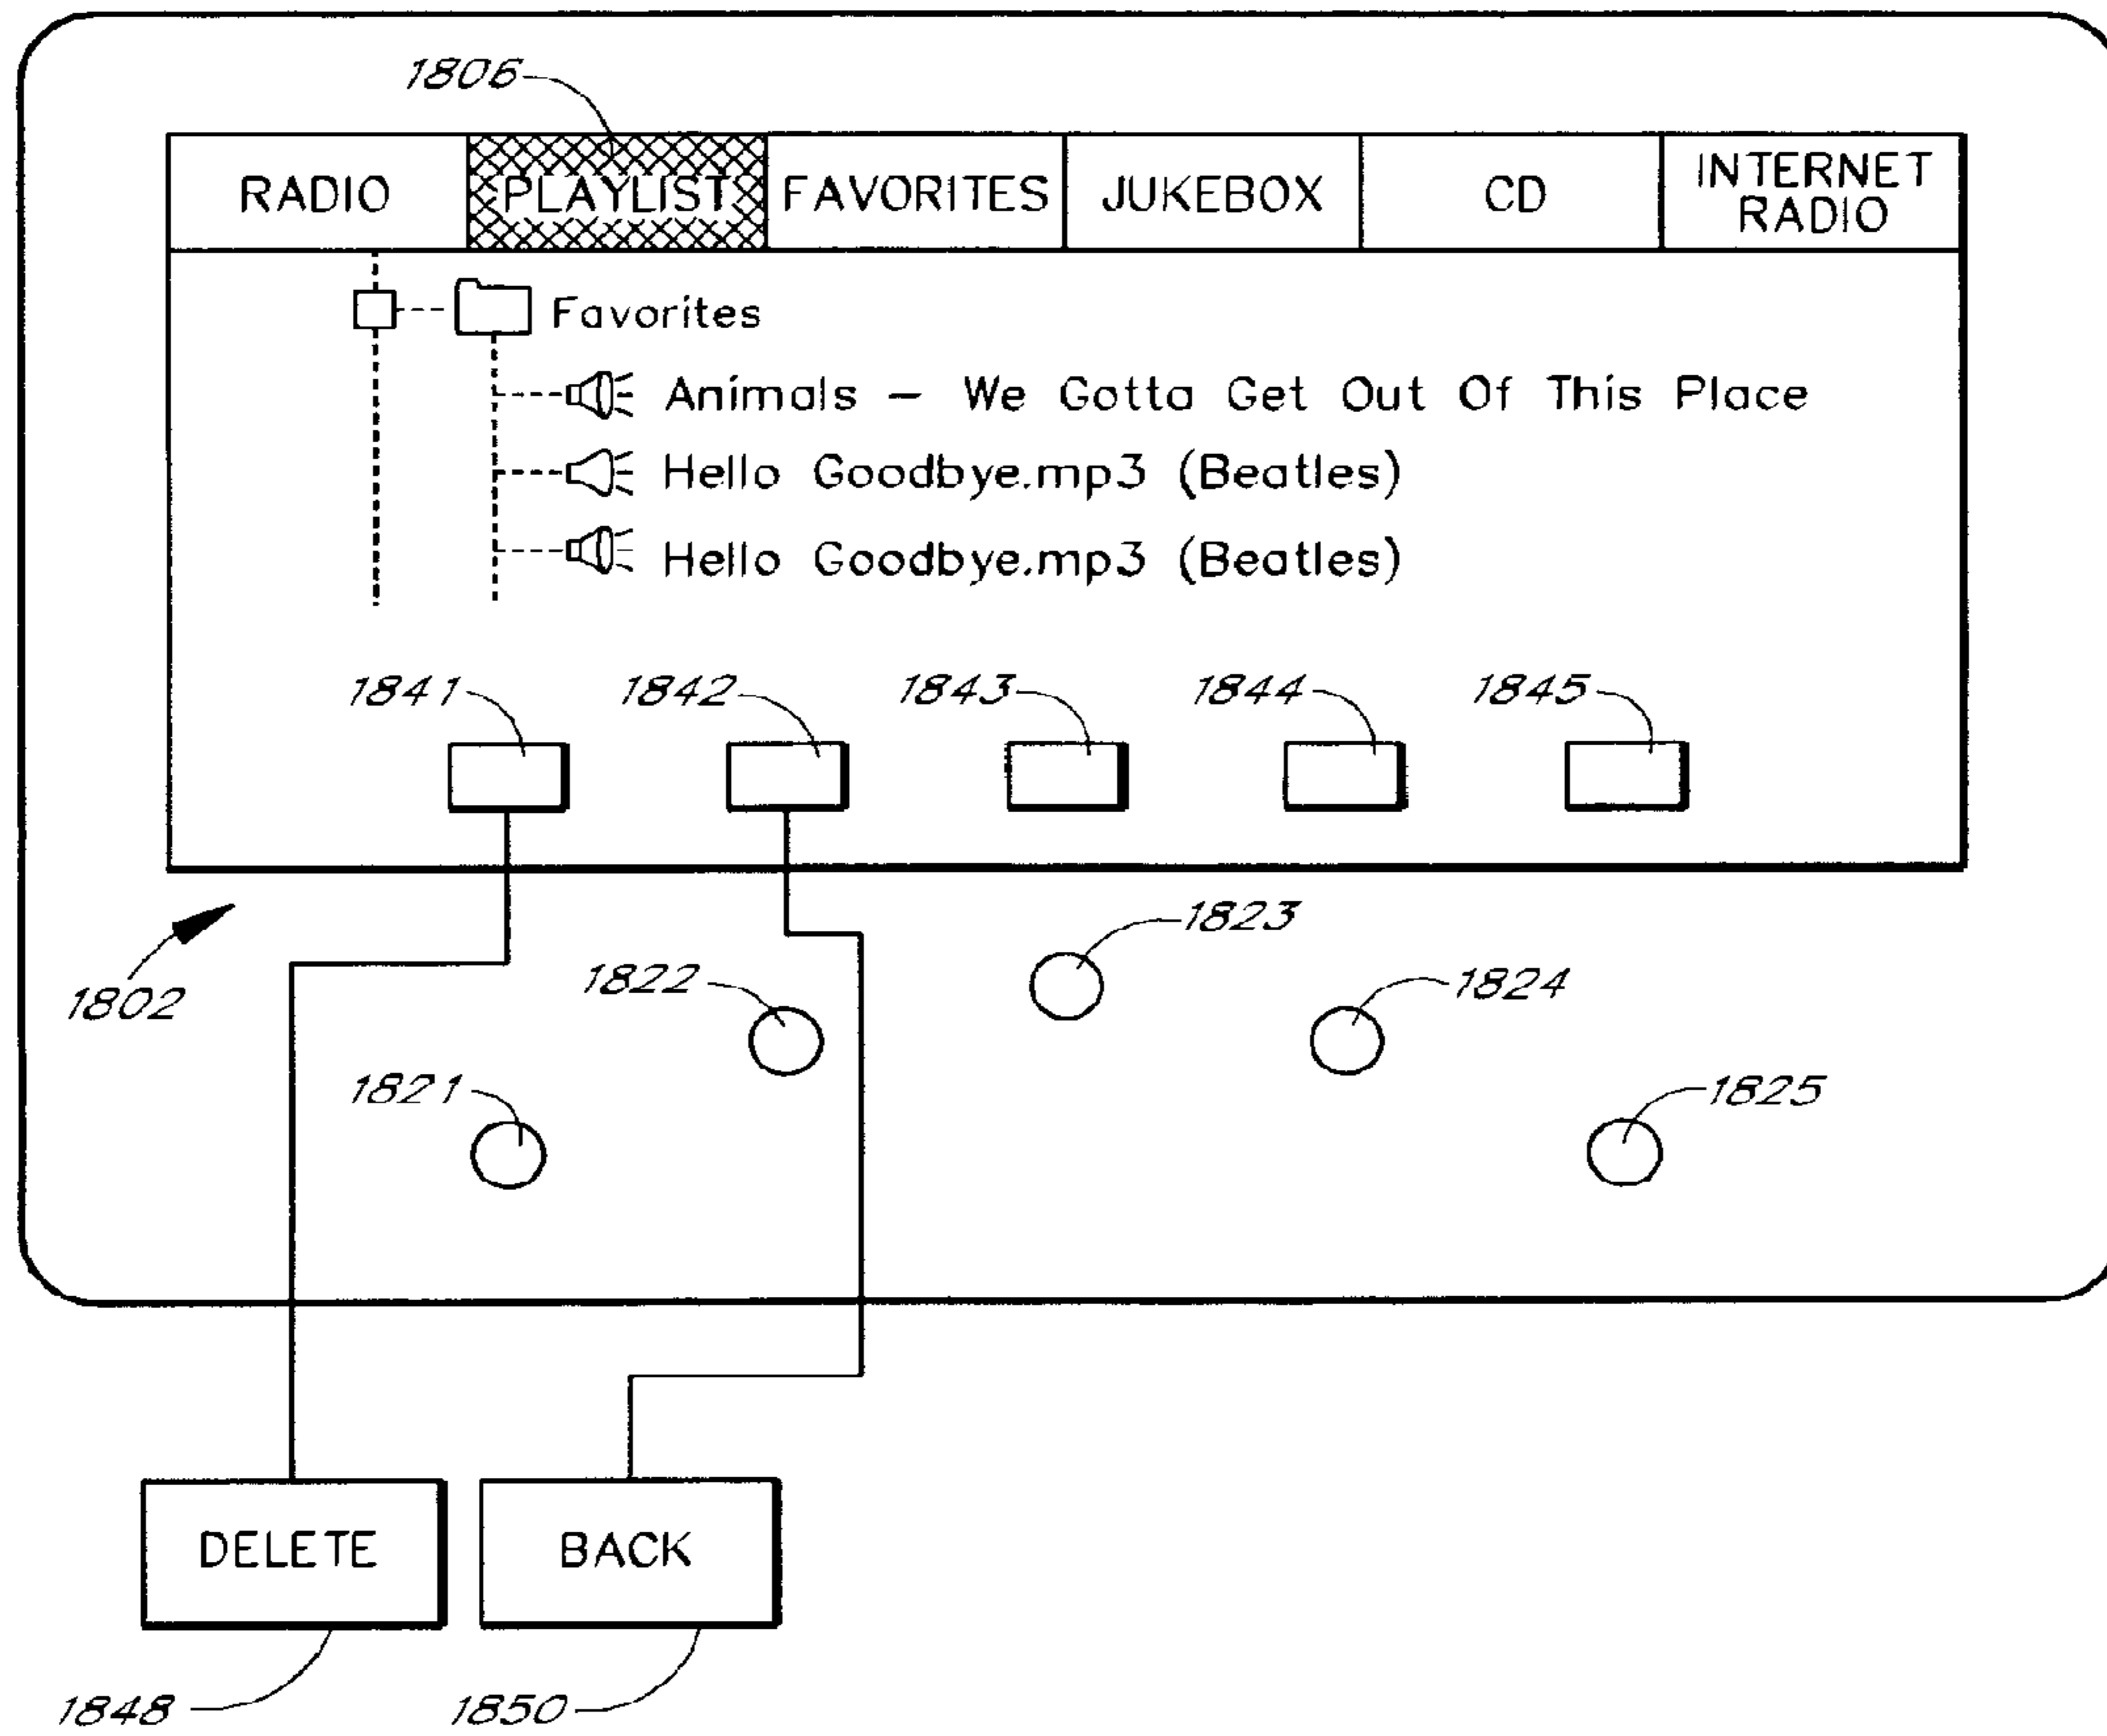 1806
RADIO PLAYLIST FAVORITES JUKEBOX CD INTERNET RADIO
Favorites
Animals – We Gotta Get Out Of This Place
Hello Goodbye.mp3 (Beatles)
Hello Goodbye.mp3 (Beatles)
1841 1842 1843 1844 1845
1802
1823
1822 1824
1821 1825
DELETE BACK
1848 1850